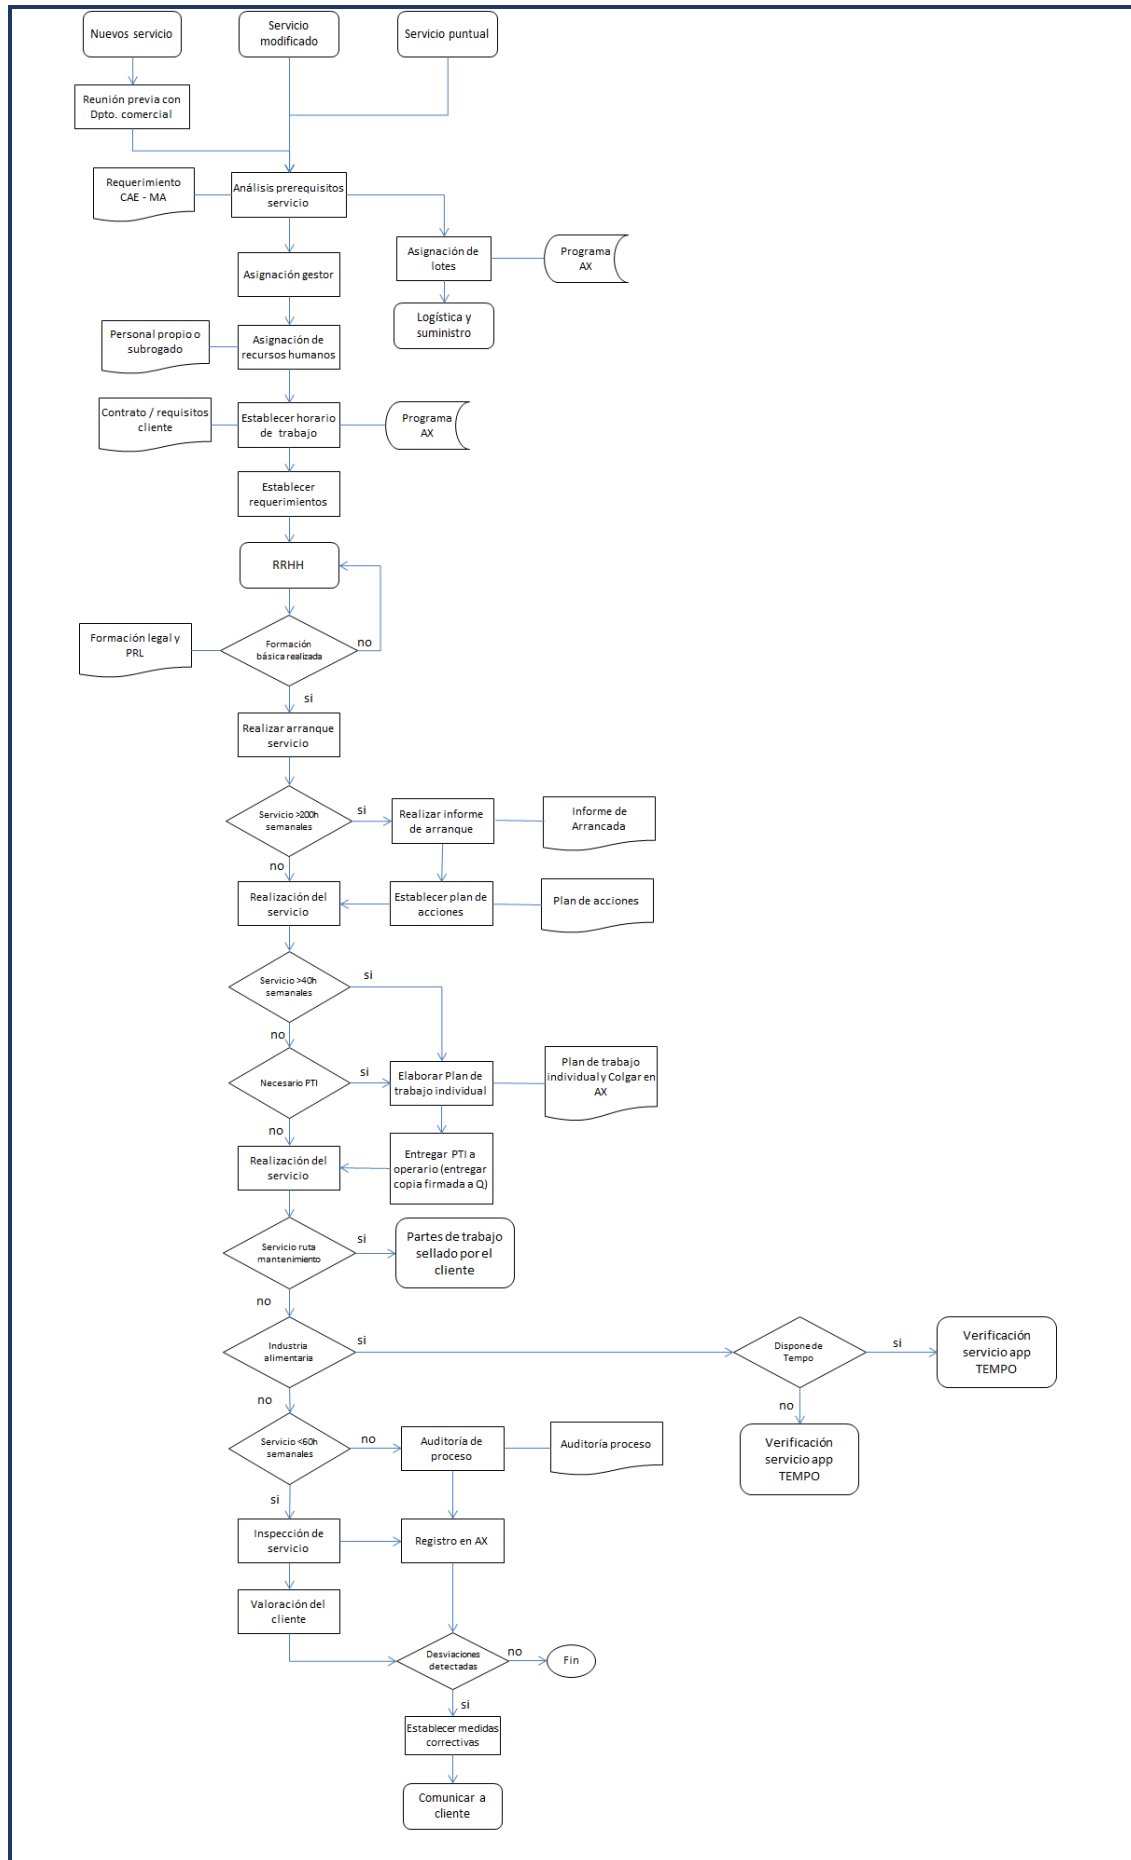 Nuevos servicio
Servicio
modificado
Servicio puntual
Reunión previa con
Dpto. comercial
Requerimiento
CAE - MA
Análisis prerequisitos
servicio
Asignación de
lotes
Programa
AX
Asignación gestor
Logística y
suministro
Personal propio o
subrogado
Asignación de
recursos humanos
Contrato / requisitos
cliente
Establecer horario
de trabajo
Programa
AX
Establecer
requerimientos
RRHH
Formación legal y
PRL
Formación
básica realizada
no
si
Realizar arranque
servicio
Servicio >200h
semanales
si
Realizar informe
de arranque
Informe de
Arrancada
no
Realización del
servicio
Establecer plan de
acciones
Plan de acciones
Servicio >40h
semanales
si
no
Necesario PTI
si
Elaborar Plan de
trabajo individual
Plan de trabajo
individual y Colgar en
AX
no
Realización del
servicio
Entregar PTI a
operario (entregar
copia firmada a Q)
Servicio ruta
mantenimiento
si
Partes de trabajo
sellado por el
cliente
no
Industria
alimentaria
si
Dispone de
Tempo
si
Verificación
servicio app
TEMPO
no
no
Verificación
servicio app
TEMPO
Servicio <60h
semanales
no
Auditoría de
proceso
Auditoría proceso
si
Inspección de
servicio
Registro en AX
Valoración del
cliente
Desviaciones
detectadas
no
Fin
si
Establecer medidas
correctivas
Comunicar a
cliente